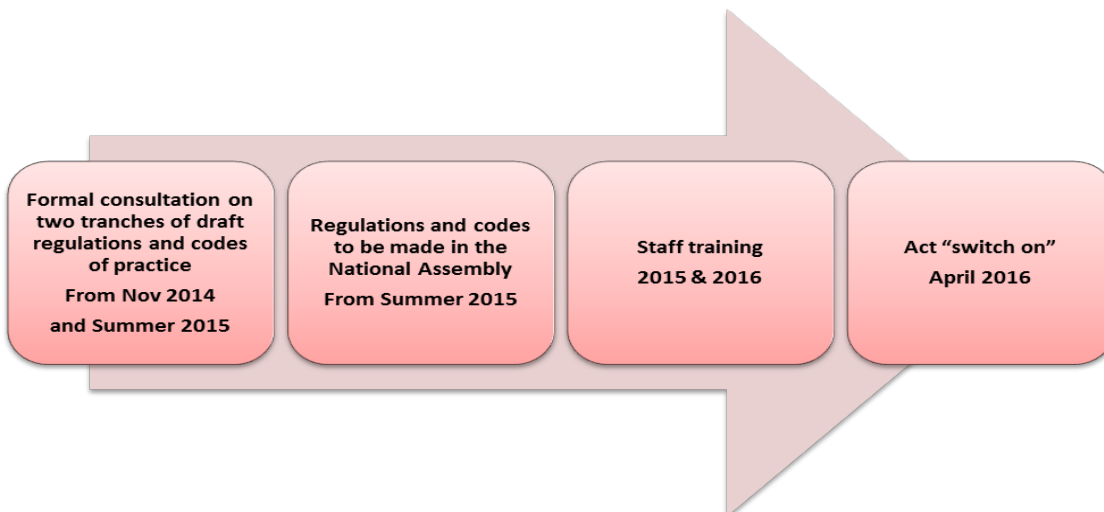 Formal consultation on
two tranches of draft
regulations and codes
of practice
From Nov 2014
and Summer 2015
Regulations and codes
to be made in the
National Assembly
From Summer 2015
Staff training
2015 & 2016
Act “switch on”
April 2016